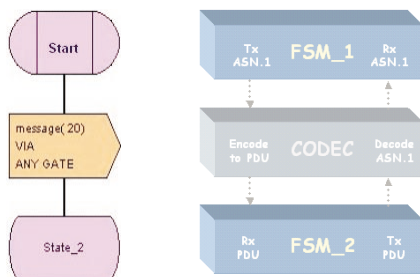 Start
message(20)
VIA
ANY GATE
State_2
Tx
ASN.1
FSM_1
Rx
ASN.1
Encode
to PDU
CODEC
Decode
ASN.1
Rx
PDU
FSM_2
Tx
PDU